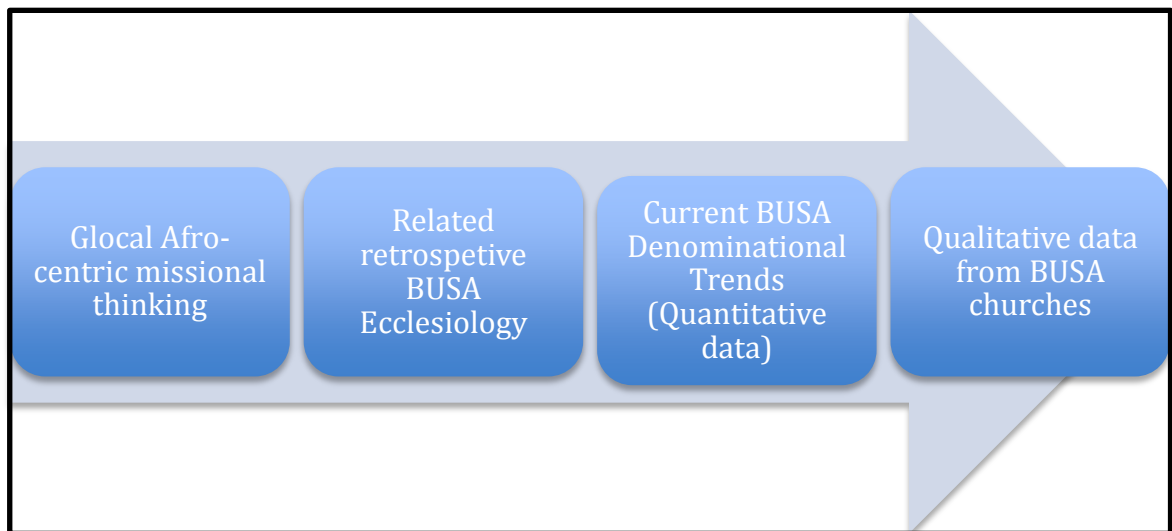 Glocal Afro-
centric missional
thinking
Related
retrospetive
BUSA
Ecclesiology
Current BUSA
Denominational
Trends
(Quantitative
data)
Qualitative data
from BUSA
churches